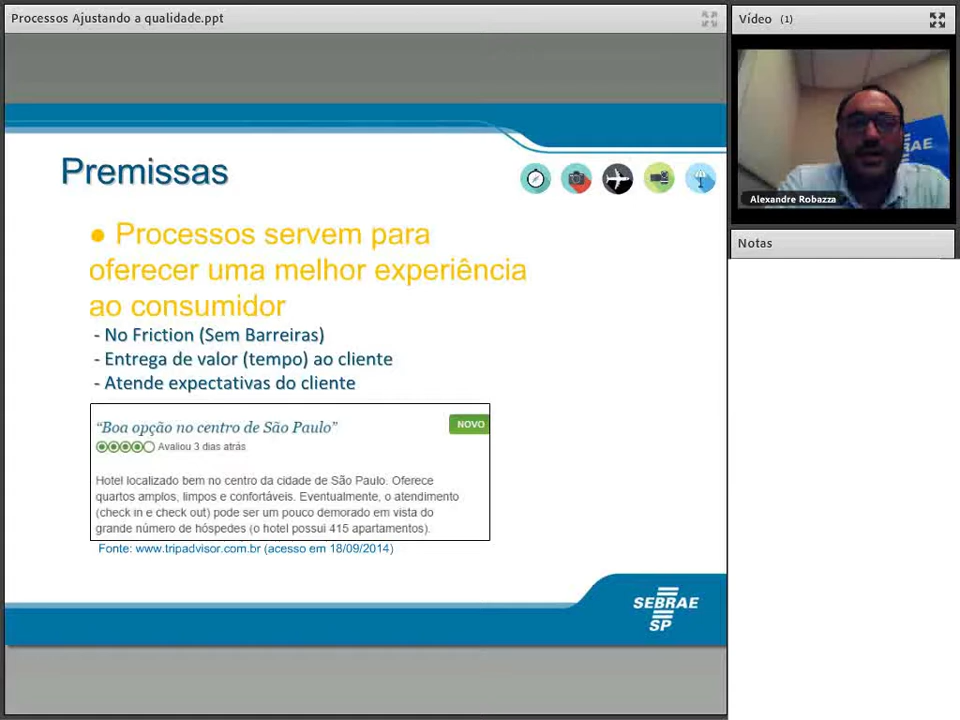 Processos Ajustando a qualidade.ppt
Vídeo (1)
RAE
Alexandre Robazza
Notas
Premissas
● Processos servem para
oferecer uma melhor experiência
ao consumidor
- No Friction (Sem Barreiras)
- Entrega de valor (tempo) ao cliente
- Atende expectativas do cliente
“Boa opção no centro de São Paulo”
NOVO
Avaliou 3 dias atrás
Hotel localizado bem no centro da cidade de São Paulo. Oferece
quartos amplos, limpos e confortáveis. Eventualmente, o atendimento
(check in e check out) pode ser um pouco demorado em vista do
grande número de hóspedes (o hotel possui 415 apartamentos).
Fonte: www.tripadvisor.com.br (acesso em 18/09/2014)
SEBRAE
SP